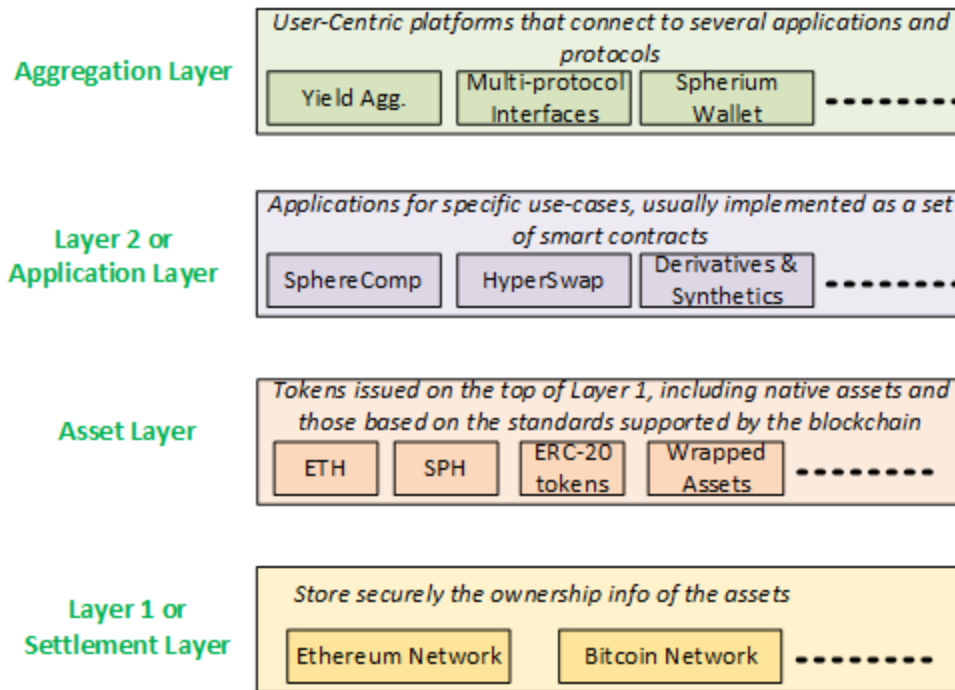 User-Centric platforms that connect to several applications and
protocols
Aggregation Layer
Yield Agg.
Multi-protocol
Interfaces
Spherium
Wallet
Applications for specific use-cases, usually implemented as a set
of smart contracts
Layer 2 or
Application Layer
SphereComp
HyperSwap
Derivatives &
Synthetics
Tokens issued on the top of Layer 1, including native assets and
those based on the standards supported by the blockchain
Asset Layer
ETH
SPH
ERC-20
tokens
Wrapped
Assets
Store securely the ownership info of the assets
Layer 1 or
Settlement Layer
Ethereum Network
Bitcoin Network